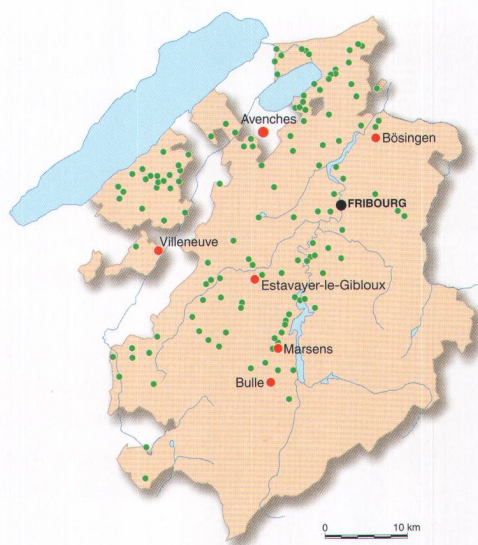 Avenches
Bösingen
FRIBOURG
Villeneuve
Estavayer-le-Gibloux
Marsens
Bulle
0 10 km